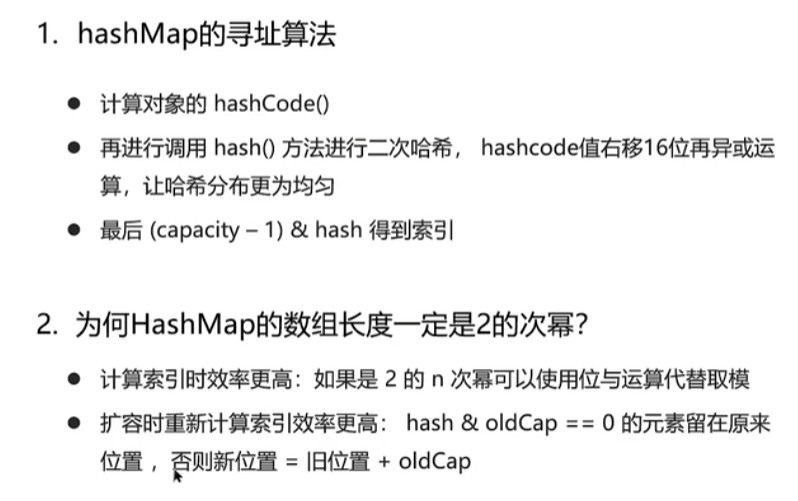 1. hashMap的寻址算法
● 计算对象的 hashCode()
● 再进行调用 hash() 方法进行二次哈希， hashcode值右移16位再异或运
算，让哈希分布更为均匀
● 最后 (capacity – 1) & hash 得到索引
2. 为何HashMap的数组长度一定是2的次幂？
● 计算索引时效率更高：如果是 2 的 n 次幂可以使用位与运算代替取模
● 扩容时重新计算索引效率更高： hash & oldCap == 0 的元素留在原来
位置 ，否则新位置 = 旧位置 + oldCap